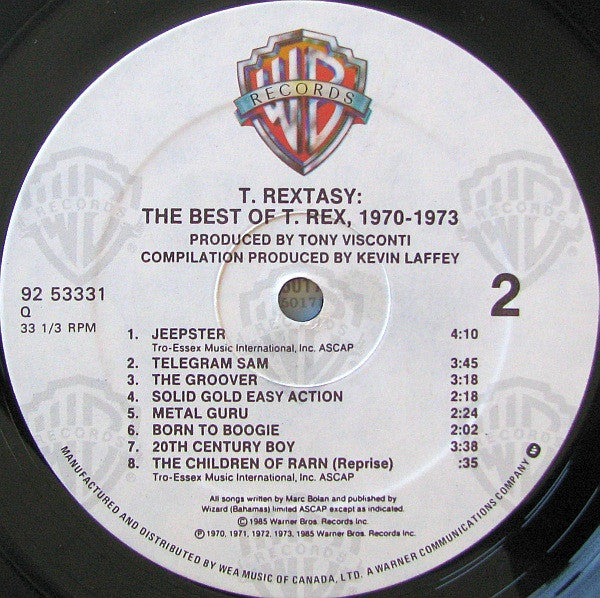 WB
RECORDS
T. REXTASY:
THE BEST OF T. REX, 1970-1973
PRODUCED BY TONY VISCONTI
COMPILATION PRODUCED BY KEVIN LAFFEY
92 53331
Q
33 1/3 RPM
2
1. JEEPSTER 4:10
Tro-Essex Music International, Inc. ASCAP
2. TELEGRAM SAM 3:45
3. THE GROOVER 3:18
4. SOLID GOLD EASY ACTION 2:18
5. METAL GURU 2:24
6. BORN TO BOOGIE 2:02
7. 20TH CENTURY BOY 3:38
8. THE CHILDREN OF RARN (Reprise) :35
Tro-Essex Music International, Inc. ASCAP
All songs written by Marc Bolan and published by
Wizard (Bahamas) limited ASCAP except as indicated.
© 1985 Warner Bros. Records Inc.
℗ 1970, 1971, 1972, 1973, 1985 Warner Bros. Records Inc.
MANUFACTURED AND DISTRIBUTED BY WEA MUSIC OF CANADA, LTD. A WARNER COMMUNICATIONS COMPANY